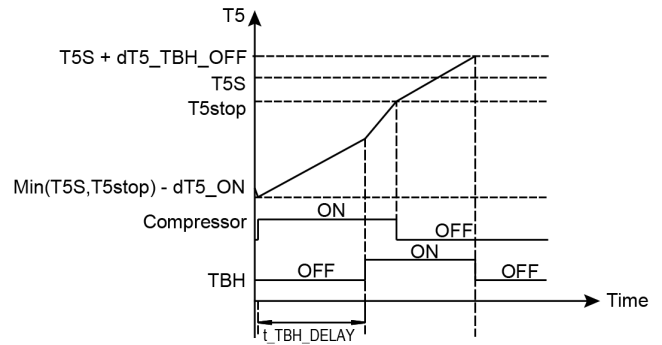 T5
T5S + dT5_TBH_OFF
T5S
T5stop
Min(T5S,T5stop) - dT5_ON
Compressor
ON
OFF
TBH
OFF
ON
OFF
Time
t_TBH_DELAY